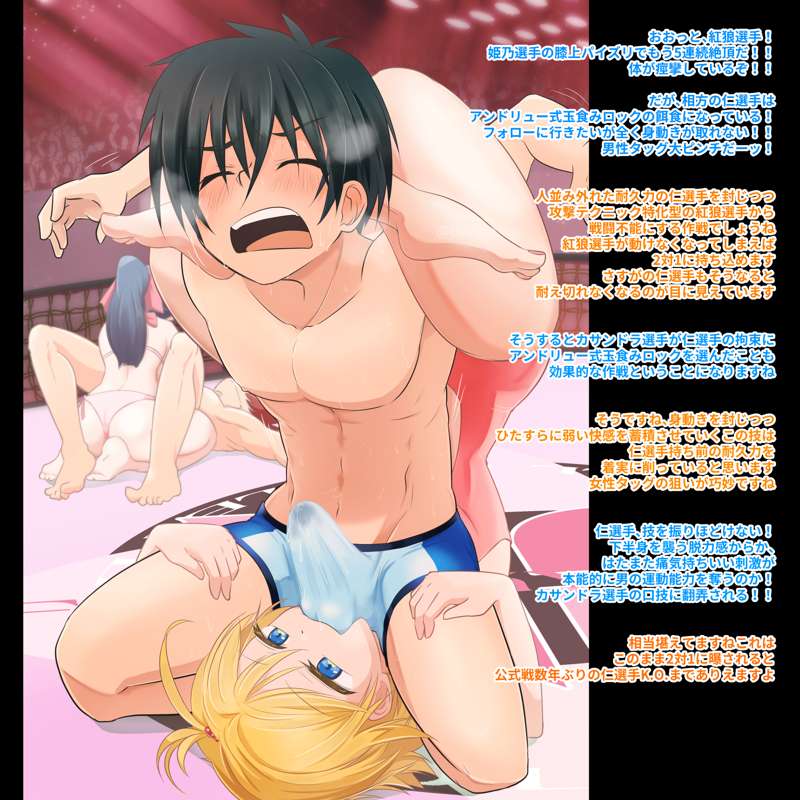 おおっと、紅狼選手！
姫乃選手の膝上パイズリでもう5連続絶頂だ！！
体が痙攣しているぞ！！
だが、相方の仁選手は
アンドリュー式玉食みロックの餌食になっている！
フォローに行きたいが全く身動きが取れない！！
男性タッグ大ピンチだーッ！
人並み外れた耐久力の仁選手を封じつつ
攻撃テクニック特化型の紅狼選手から
戦闘不能にする作戦でしょうね
紅狼選手が動けなくなってしまえば
2対1に持ち込めます
さすがの仁選手もそうなると
耐え切れなくなるのが目に見えています
そうするとカサンドラ選手が仁選手の拘束に
アンドリュー式玉食みロックを選んだことも
効果的な作戦ということになりますね
そうですね、身動きを封じつつ
ひたすらに弱い快感を蓄積させていくこの技は
仁選手持ち前の耐久力を
着実に削っていると思います
女性タッグの狙いが巧妙ですね
仁選手、技を振りほどけない！
下半身を襲う脱力感からか、
はたまた痛気持ちいい刺激が
本能的に男の運動能力を奪うのか！
カサンドラ選手の口技に翻弄される！！
相当堪えてますねこれは
このまま2対1に曝されると
公式戦数年ぶりの仁選手K.O.までありえますよ